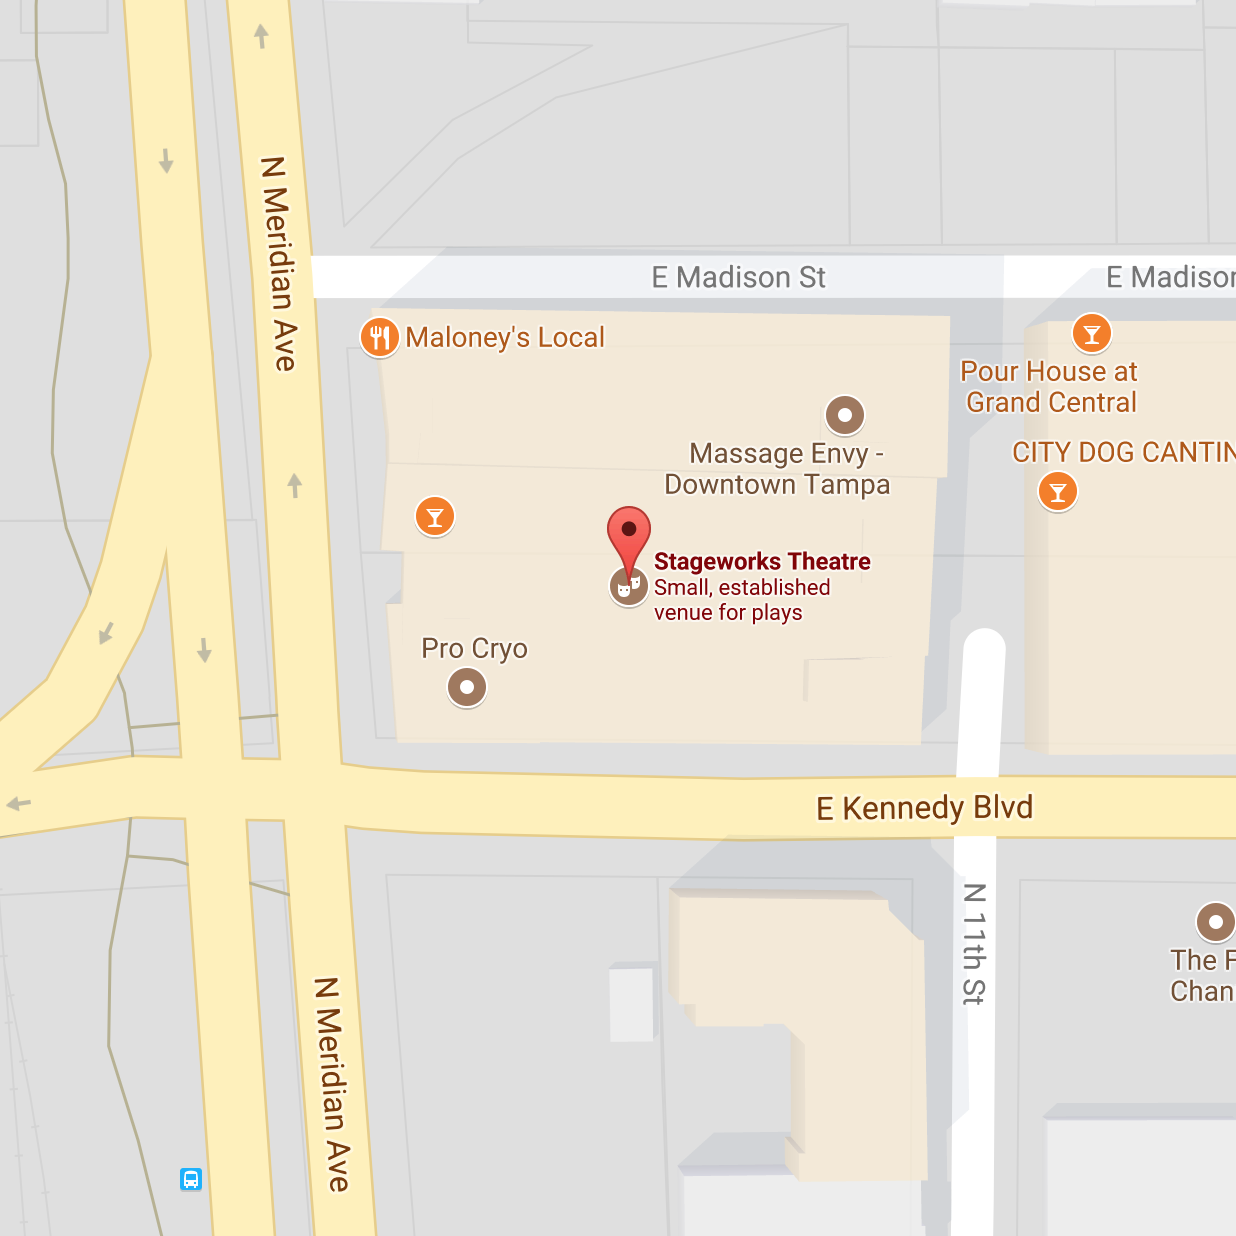 N Meridian Ave
E Madison St
E Madison
Maloney's Local
Pour House at
Grand Central
Massage Envy -
Downtown Tampa
CITY DOG CANTIN
Stageworks Theatre
Small, established
venue for plays
Pro Cryo
E Kennedy Blvd
N 11th St
The F
Chan
N Meridian Ave